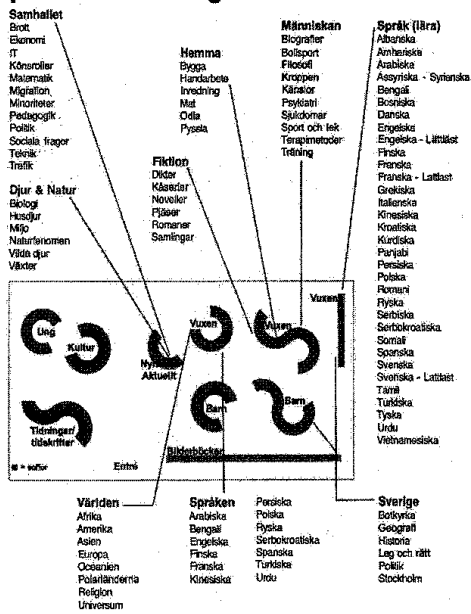 Samhället
Brott
Ekonomi
IT
Könsroller
Matematik
Migration
Minoriteter
Pedagogik
Politik
Sociala frågor
Teknik
Trafik
Djur & Natur
Biologi
Husdjur
Miljö
Naturfenomen
Vilda djur
Växter
Hemma
Bygga
Handarbete
Inredning
Mat
Odla
Pyssla
Fiktion
Dikter
Kåserier
Noveller
Pjäser
Romaner
Samlingar
Människan
Biografier
Bollsport
Filosofi
Kroppen
Känslor
Psykiatri
Sjukdomar
Sport och lek
Terapimetoder
Träning
Språk (lära)
Albanska
Amhariska
Arabiska
Assyriska - Syrianska
Bengali
Bosniska
Danska
Engelska
Engelska - Lättläst
Finska
Franska
Franska - Lättläst
Grekiska
Italienska
Kinesiska
Kroatiska
Kurdiska
Panjabi
Persiska
Polska
Romani
Ryska
Serbiska
Serbokroatiska
Somali
Spanska
Svenska
Svenska - Lättläst
Tamil
Turkiska
Tyska
Urdu
Vietnamesiska
Ung
Kultur
Aktuellt
Vuxen
Vuxen
Vuxen
Tidningar/
tidskrifter
Barn
Barn
Bilderböcker
= soffor
Entré
Världen
Afrika
Amerika
Asien
Europa
Oceanien
Polarländerna
Religion
Universum
Språken
Arabiska
Bengali
Engelska
Finska
Franska
Kinesiska
Persiska
Polska
Ryska
Serbokroatiska
Spanska
Turkiska
Urdu
Sverige
Botkyrka
Geografi
Historia
Lag och rätt
Politik
Stockholm